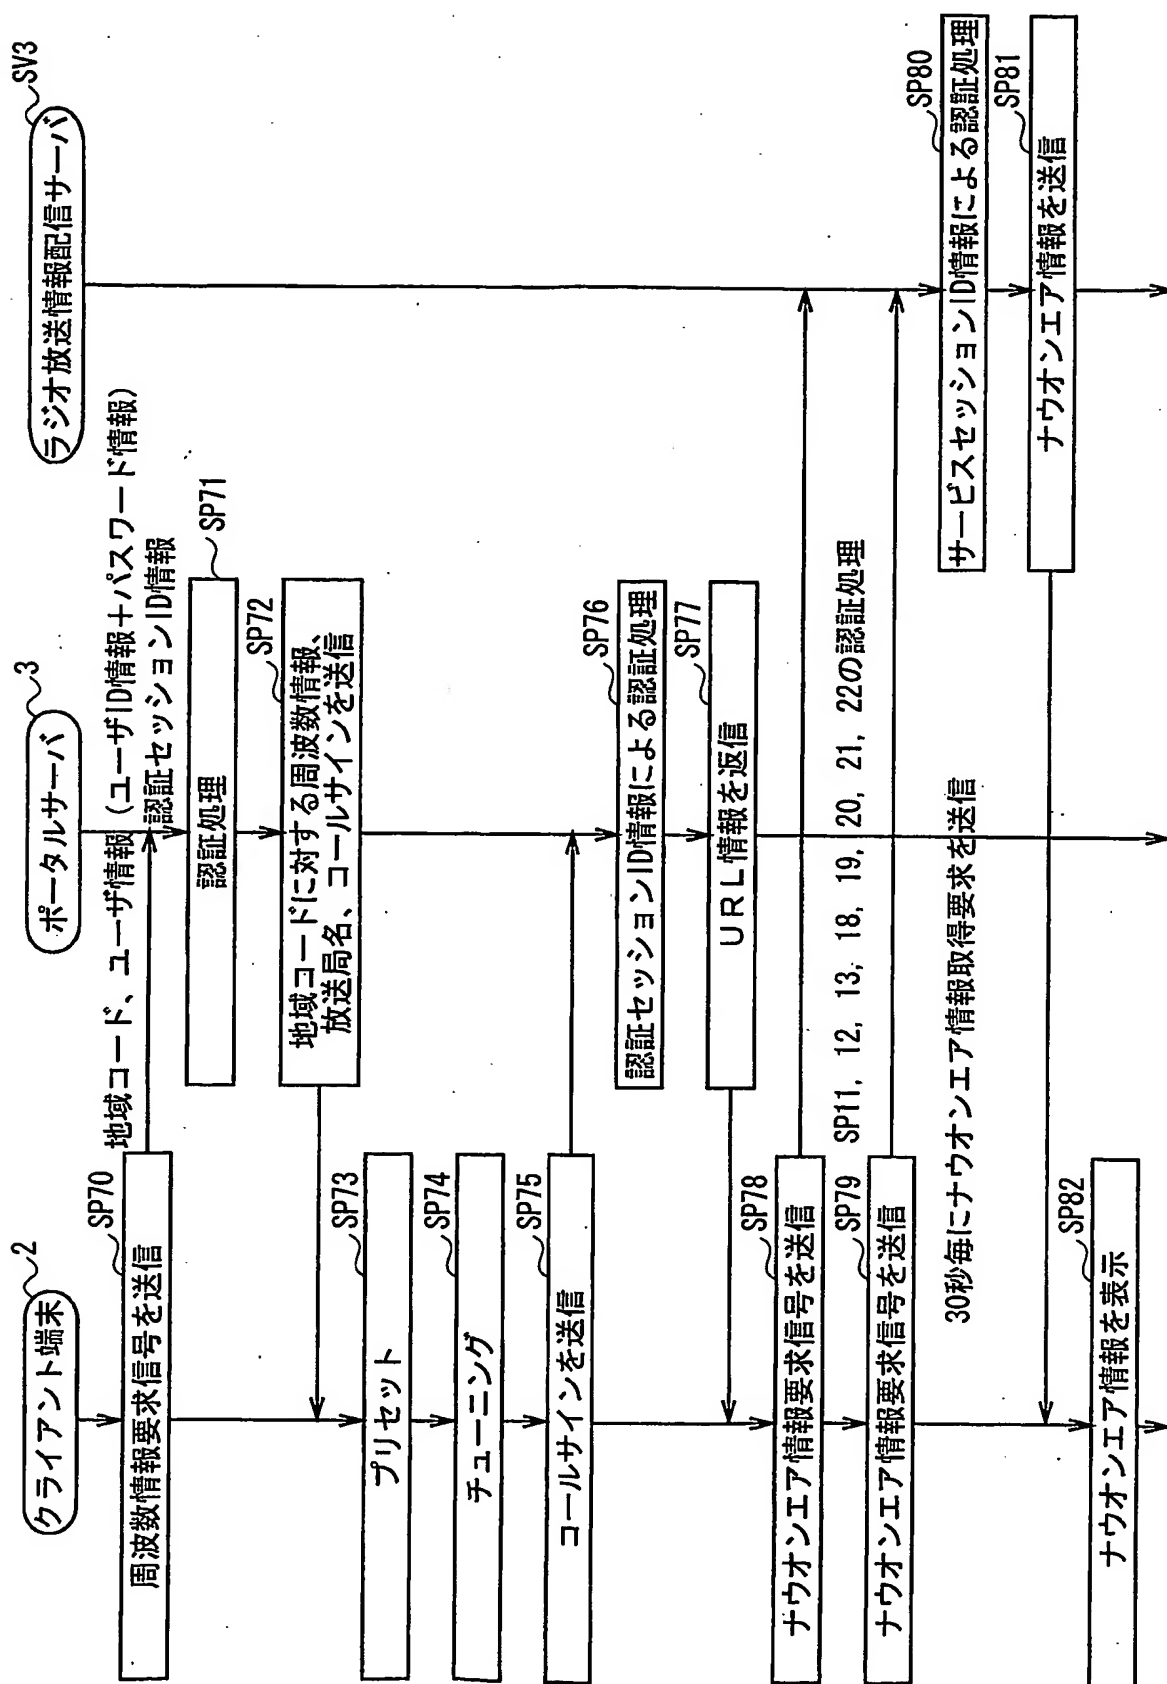 クライアント端末
2
ポータルサーバ
3
ラジオ放送情報配信サーバ
SV3
SP70
周波数情報要求信号を送信
地域コード、ユーザ情報（ユーザID情報＋パスワード情報）
認証セッションID情報
SP71
認証処理
SP72
地域コードに対する周波数情報、
放送局名、コールサインを送信
SP73
プリセット
SP74
チューニング
SP75
コールサインを送信
SP76
認証セッションID情報による認証処理
SP77
URL情報を返信
SP78
ナウオンエア情報要求信号を送信
SP11, 12, 13, 18, 19, 20, 21, 22の認証処理
SP79
ナウオンエア情報要求信号を送信
30秒毎にナウオンエア情報取得要求を送信
SP80
サービスセッションID情報による認証処理
SP81
ナウオンエア情報を送信
SP82
ナウオンエア情報を表示